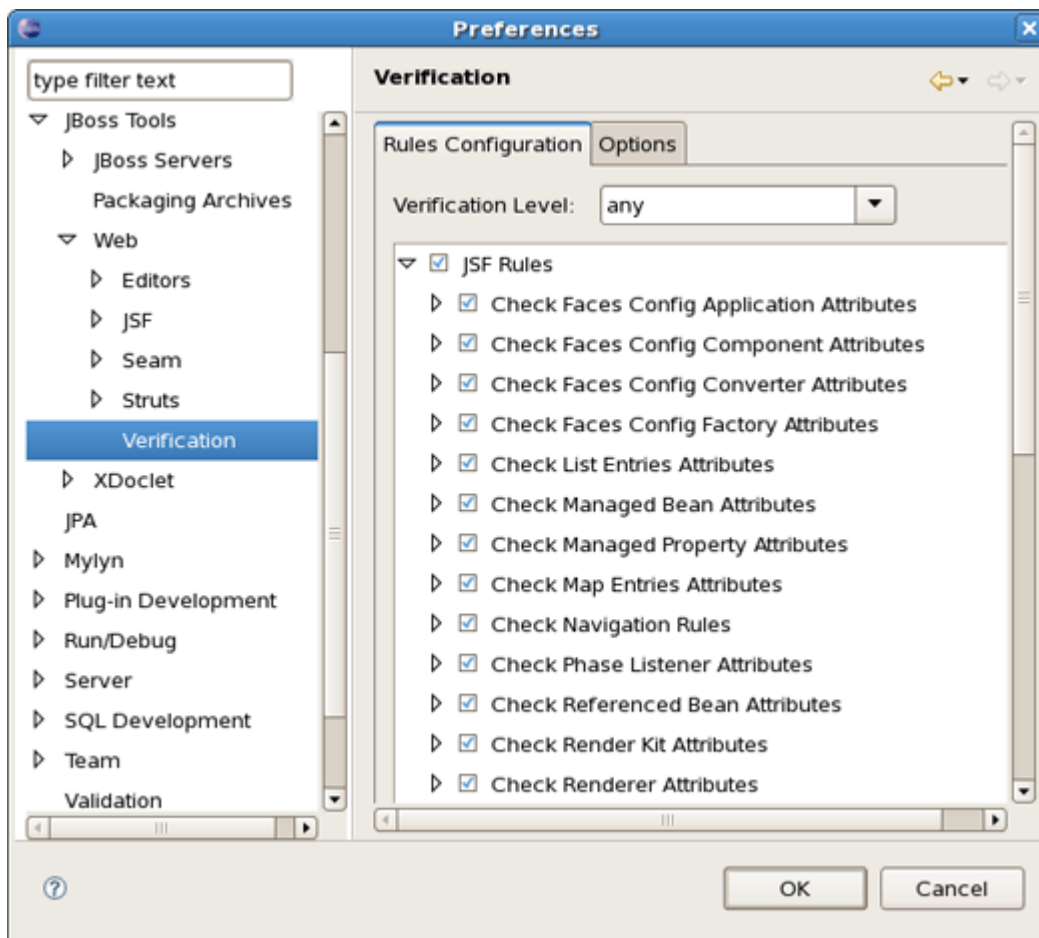 Preferences
type filter text
JBoss Tools
JBoss Servers
Packaging Archives
Web
Editors
JSF
Seam
Struts
Verification
XDoclet
JPA
Mylyn
Plug-in Development
Run/Debug
Server
SQL Development
Team
Validation
Verification
Rules Configuration
Options
Verification Level:
any
JSF Rules
Check Faces Config Application Attributes
Check Faces Config Component Attributes
Check Faces Config Converter Attributes
Check Faces Config Factory Attributes
Check List Entries Attributes
Check Managed Bean Attributes
Check Managed Property Attributes
Check Map Entries Attributes
Check Navigation Rules
Check Phase Listener Attributes
Check Referenced Bean Attributes
Check Render Kit Attributes
Check Renderer Attributes
?
OK
Cancel